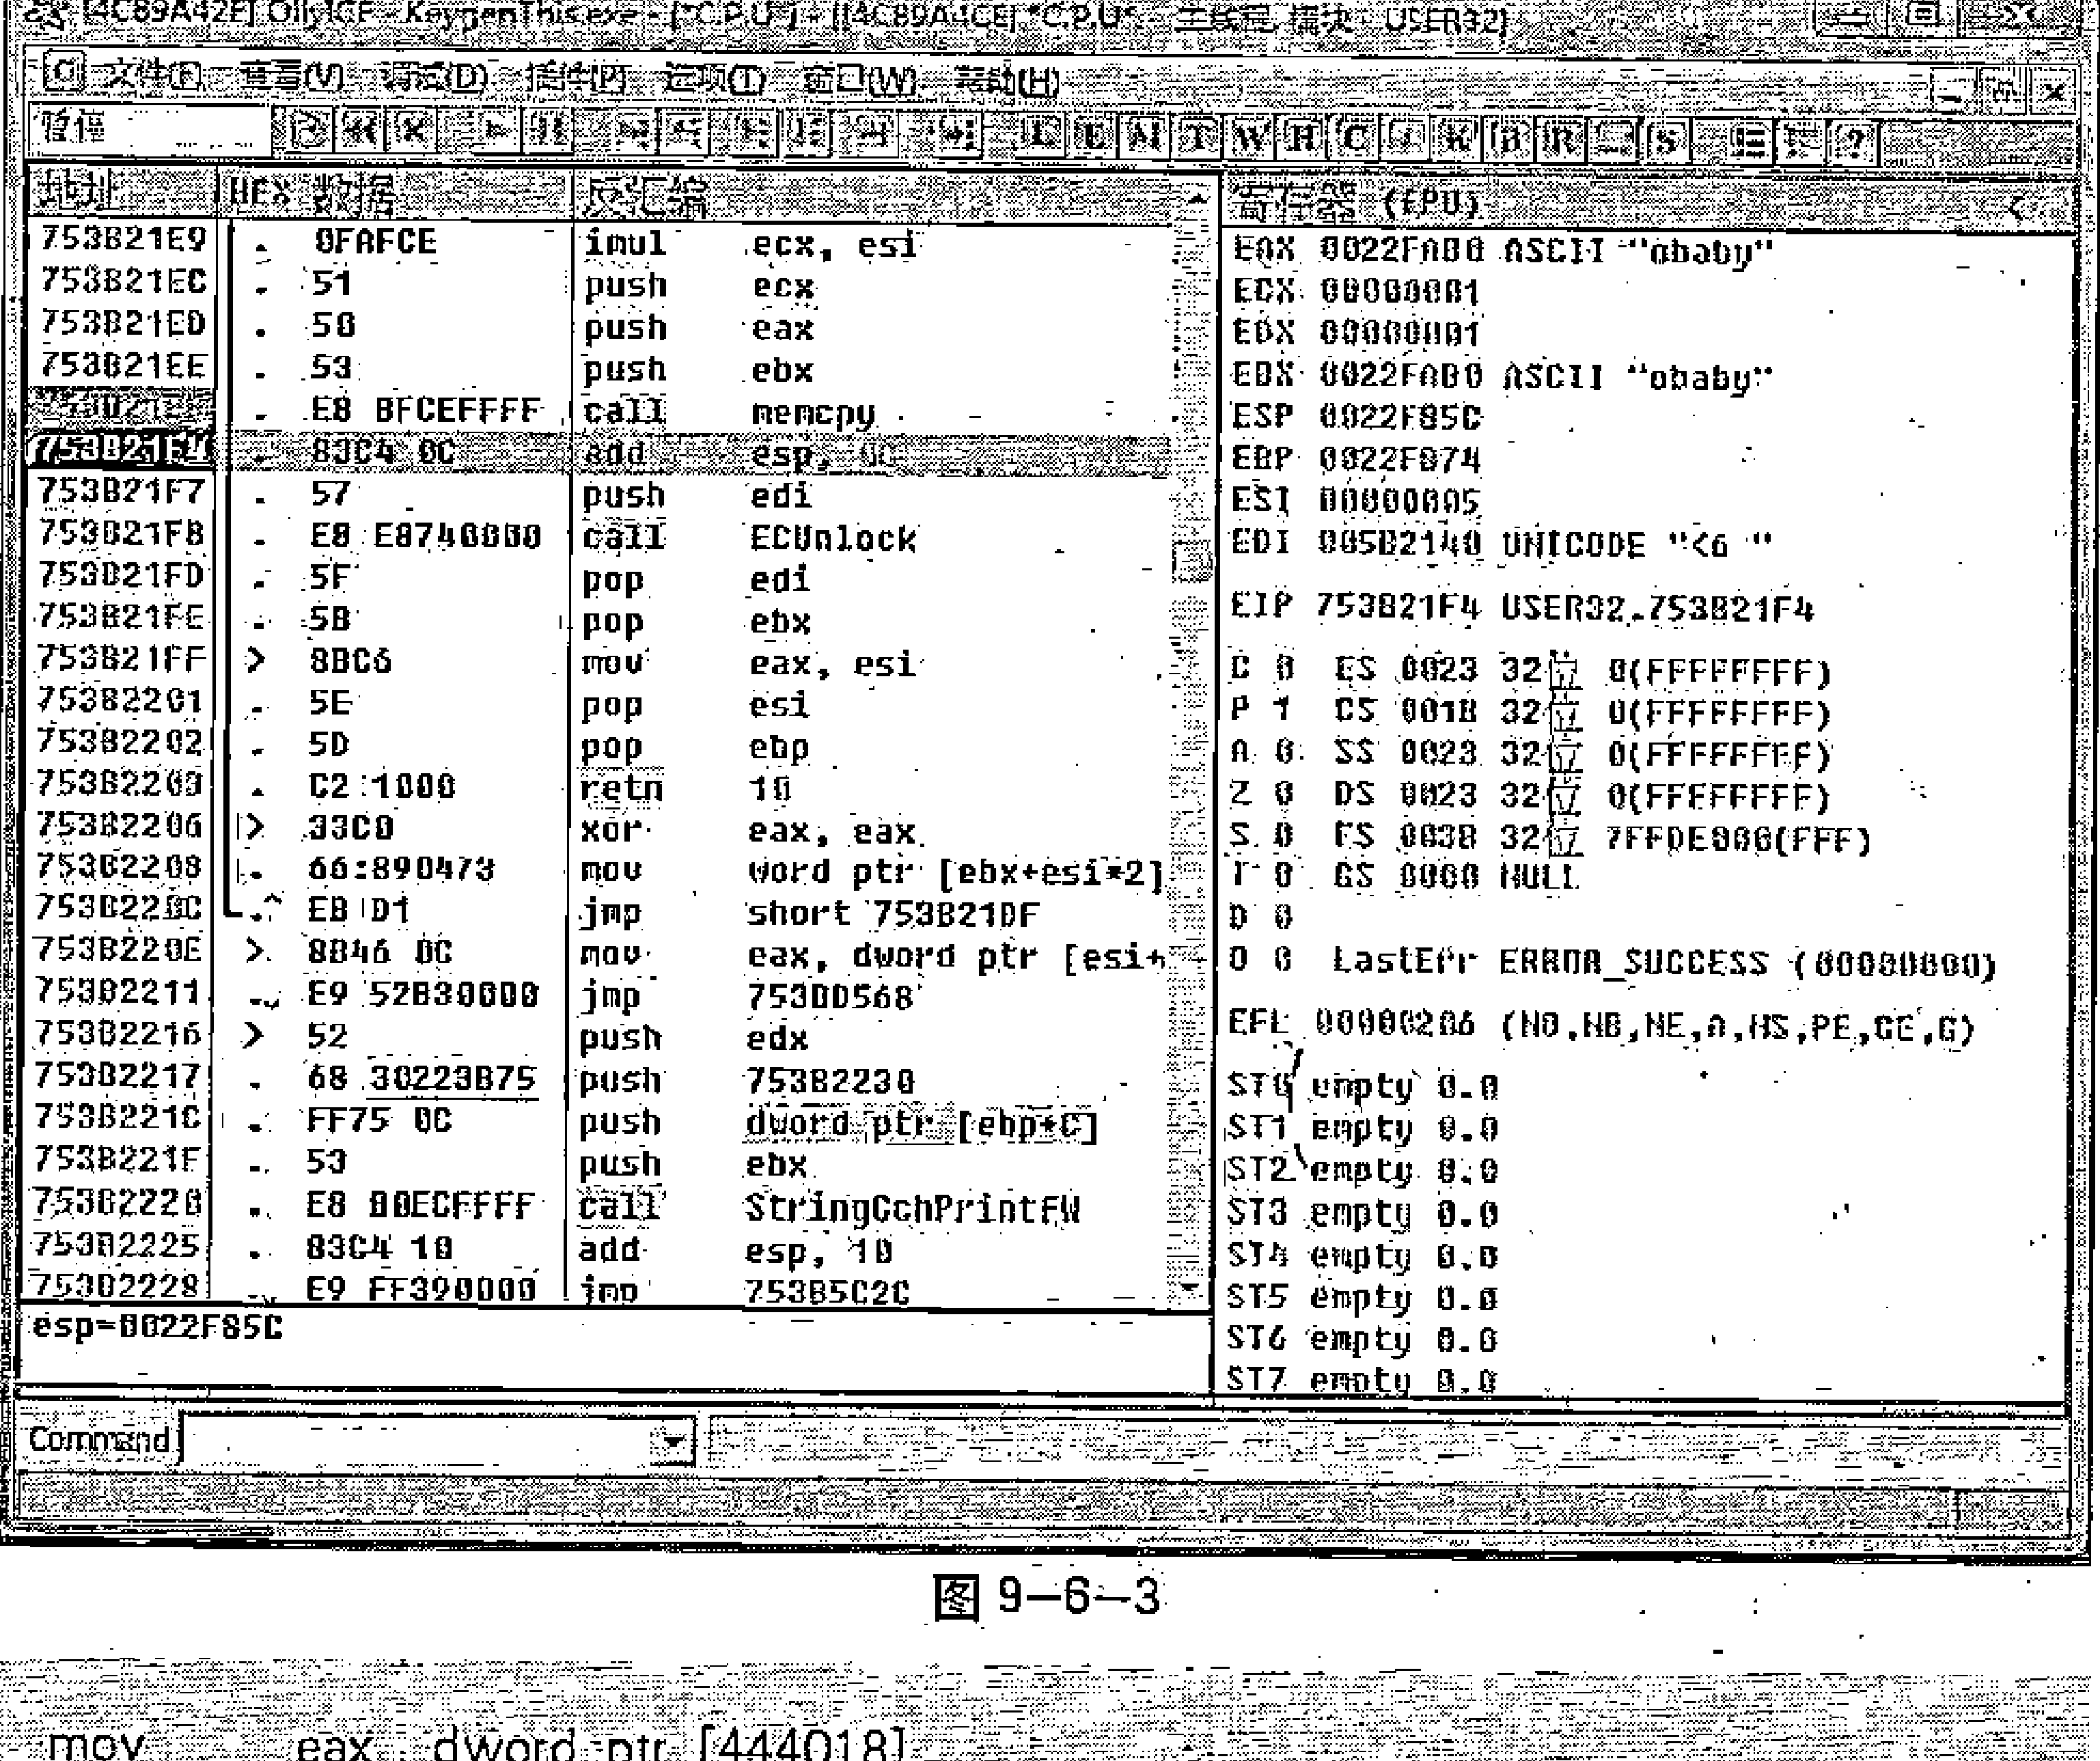 [4C89A42E] OllyICE - KeygenThis.exe - [*C.P.U*] - [[4C89A4CE] *C.P.U* - 主线程, 模块 - USER32]
文件(F) 查看(V) 调试(D) 插件(P) 选项(T) 窗口(W) 帮助(H)
暂停 L E M T W H C / K B R ... S ?
地址 HEX 数据 反汇编
753B21E9 . 0FAFCE imul ecx, esi
753B21EC . 51 push ecx
753B21ED . 50 push eax
753B21EE . 53 push ebx
753B21EF . E8 BFCEFFFF call memcpy
753B21F4 . 83C4 0C add esp, 0C
753B21F7 . 57 push edi
753B21F8 . E8 E8740000 call ECUnlock
753B21FD . 5F pop edi
753B21FE . 5B pop ebx
753B21FF > 8BC6 mov eax, esi
753B2201 . 5E pop esi
753B2202 . 5D pop ebp
753B2203 . C2 1000 retn 10
753B2206 > 33C0 xor eax, eax
753B2208 . 66:890473 mov word ptr [ebx+esi*2]
753B220C .^ EB D1 jmp short 753B21DF
753B220E > 8B46 0C mov eax, dword ptr [esi+
753B2211 . E9 52B30000 jmp 753BD568
753B2216 > 52 push edx
753B2217 . 68 30223B75 push 753B2230
753B221C . FF75 0C push dword ptr [ebp+C]
753B221F . 53 push ebx
753B2220 . E8 80ECFFFF call StringCchPrintfW
753B2225 . 83C4 10 add esp, 10
753B2228 . E9 FF390000 jmp 753B5C2C
esp=0022F85C
寄存器 (FPU) <
EAX 0022FAB0 ASCII "obaby"
ECX 00000001
EDX 00000001
EBX 0022FAB0 ASCII "obaby"
ESP 0022F85C
EBP 0022F874
ESI 00000005
EDI 005B2140 UNICODE "<6 "
EIP 753B21F4 USER32.753B21F4
C 0 ES 0023 32位 0(FFFFFFFF)
P 1 CS 001B 32位 0(FFFFFFFF)
A 0 SS 0023 32位 0(FFFFFFFF)
Z 0 DS 0023 32位 0(FFFFFFFF)
S 0 FS 003B 32位 7FFDE000(FFF)
T 0 GS 0000 NULL
D 0
O 0 LastErr ERROR_SUCCESS (00000000)
EFL 00000206 (NO,NB,NE,A,NS,PE,GE,G)
ST0 empty 0.0
ST1 empty 0.0
ST2 empty 0.0
ST3 empty 0.0
ST4 empty 0.0
ST5 empty 0.0
ST6 empty 0.0
ST7 empty 0.0
Command
图 9-6-3
mov eax dword ptr [444018]